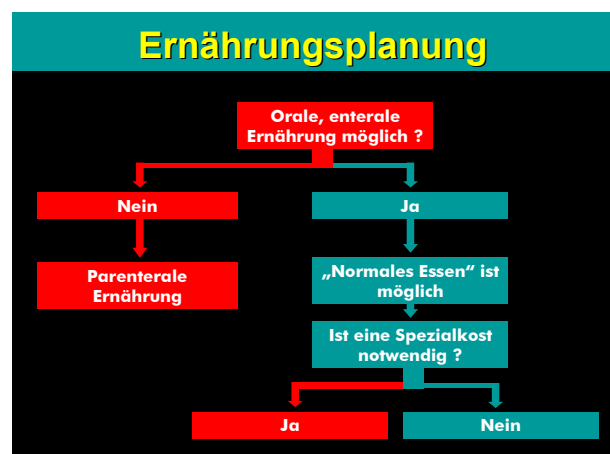 Ernährungsplanung
Orale, enterale
Ernährung möglich ?
Nein
Ja
Parenterale
Ernährung
„Normales Essen“ ist
möglich
Ist eine Spezialkost
notwendig ?
Ja
Nein